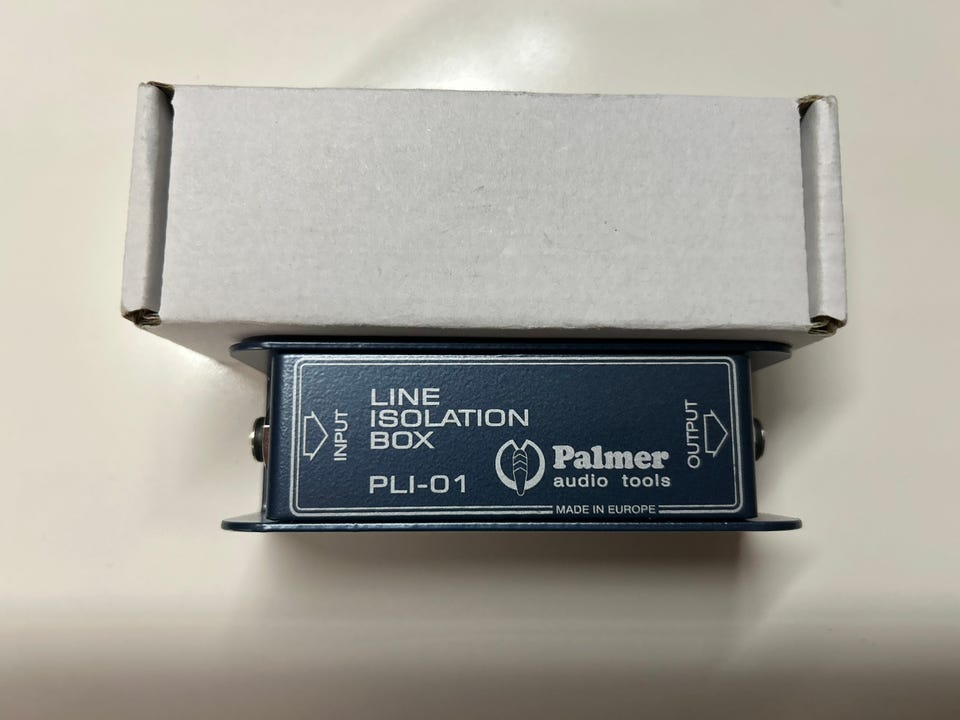 INPUT
LINE
ISOLATION
BOX
PLI-01
Palmer
audio tools
MADE IN EUROPE
OUTPUT